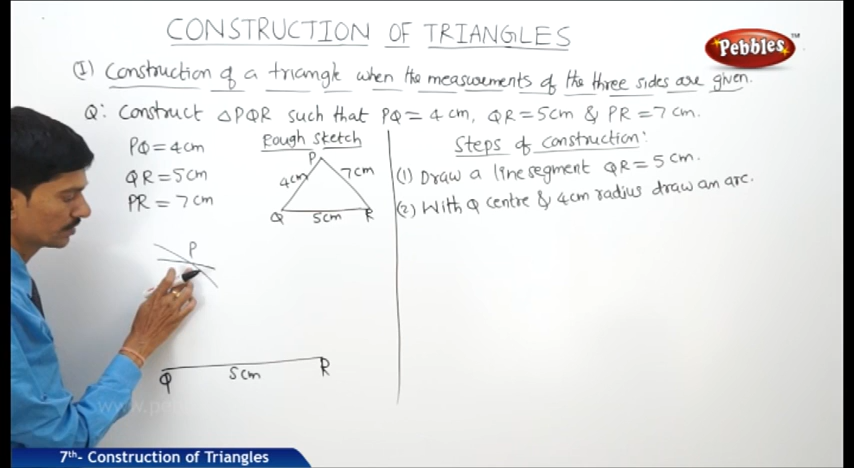 CONSTRUCTION OF TRIANGLES
Pebbles™
(I) Construction of a triangle when the measurements of the three sides are given.
Q: Construct △PQR such that PQ = 4 cm, QR = 5cm & PR = 7 cm.
PQ = 4cm
QR = 5cm
PR = 7 cm
Rough Sketch
P
4cm
7cm
Q
5cm
R
Steps of construction:
(1) Draw a line segment QR = 5 cm.
(2) With Q centre & 4cm radius draw an arc.
P
Q
5cm
R
7th- Construction of Triangles